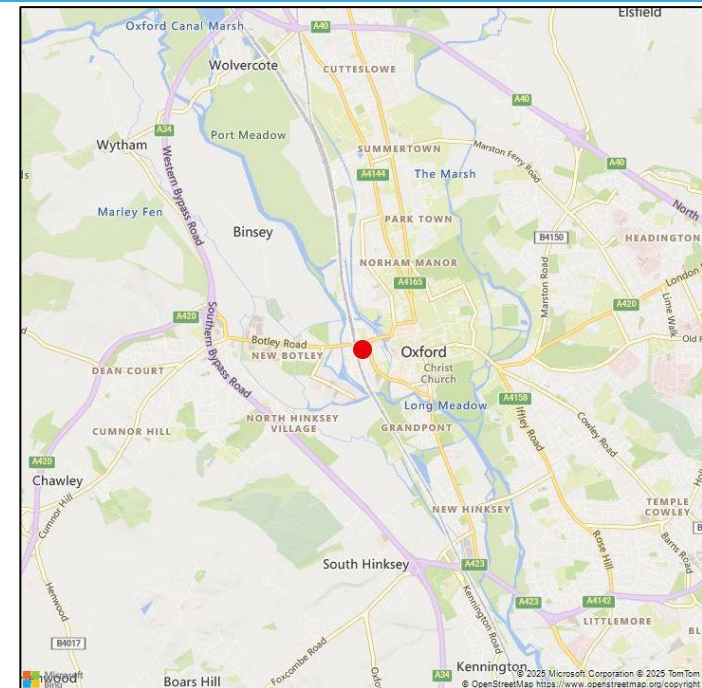 Elsfield
Oxford Canal Marsh
A40
Wolvercote
CUTTESLOWE
A40
A34
Port Meadow
Wytham
SUMMERTOWN
Marston Ferry Road
A40
A4144
The Marsh
Western Bypass Road
North
Marley Fen
PARK TOWN
Binsey
B4150
HEADINGTON
NORHAM MANOR
A4165
London
Marston Road
Lime Walk
A420
A420
Southern Bypass Road
Botley Road
NEW BOTLEY
Oxford
Old
Christ
Church
DEAN COURT
A4158
Long Meadow
Iffley Road
Cowley Road
NORTH HINKSEY
VILLAGE
GRANDPONT
CUMNOR HILL
A420
Chawley
Cumnor Hill
TEMPLE
COWLEY
NEW HINKSEY
Barns Road
Rose Hill
South Hinksey
A423
Henwood
Kennington Road
A423
A4142
LITTLEMORE
B4017
Foxcombe Road
Kennington
A34
Boars Hill
Microsoft
Bing
© 2025 Microsoft Corporation © 2025 TomTom
© OpenStreetMap https://www.openstreetmap.org/copyright